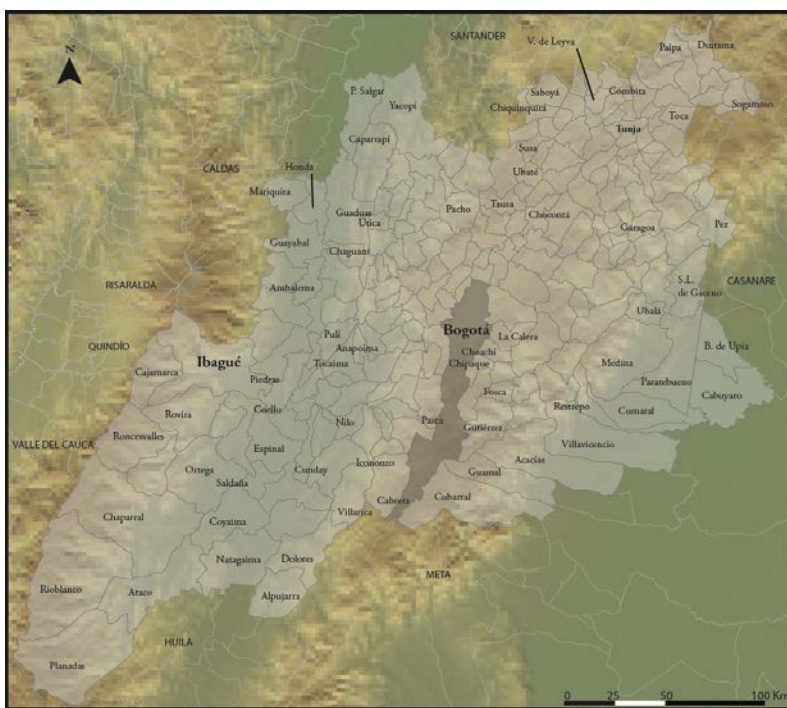 N.
SANTANDER
V. de Leyva
Paipa
Duitama
P. Salgar
Yacopí
Saboyá
Combita
Chiquinquirá
Sogamoso
Toca
Tunja
Caparrapí
Susa
Ubaté
Honda
CALDAS
Mariquita
Tausa
Guaduas
Pacho
Chocontá
Útica
Garagoa
Pez
Guayabal
Chaguaní
S.L.
de Gaceno
CASANARE
RISARALDA
Ambalema
Ubalá
Pulí
Bogotá
La Calera
QUINDÍO
Anapoima
Choachí
B. de Upía
Ibagué
Tocaima
Chipaque
Medina
Cajamarca
Piedras
Paratebueno
Fosca
Cabuyaro
Rovira
Coello
Restrepo
Cumaral
Nilo
Pasca
Gutiérrez
VALLE DEL CAUCA
Roncesvalles
Villavicencio
Espinal
Icononzo
Acacías
Ortega
Cunday
Guamal
Saldaña
Cabrera
Cubarral
Villarica
Chaparral
Coyaima
Natagaima
Dolores
META
Rioblanco
Ataco
Alpujarra
HUILA
Planadas
0 25 50 100 Km